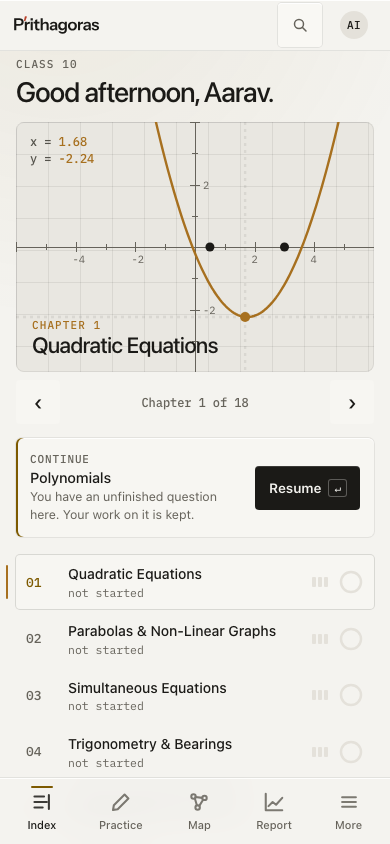 Prithagoras
AI
CLASS 10
Good afternoon, Aarav.
x = 1.68
y = -2.24
2
-4
-2
2
4
-2
CHAPTER 1
Quadratic Equations
‹
Chapter 1 of 18
›
CONTINUE
Polynomials
You have an unfinished question
here. Your work on it is kept.
Resume ↵
01
Quadratic Equations
not started
02
Parabolas & Non-Linear Graphs
not started
03
Simultaneous Equations
not started
04
Trigonometry & Bearings
not started
Index
Practice
Map
Report
More